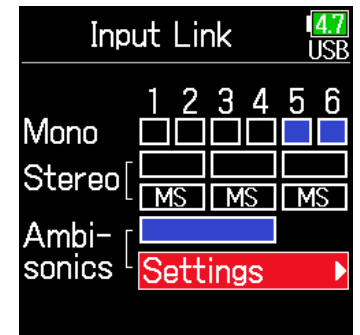 Input Link
4.7
USB
1 2 3 4 5 6
Mono
Stereo
MS MS MS
Ambi-
sonics
Settings